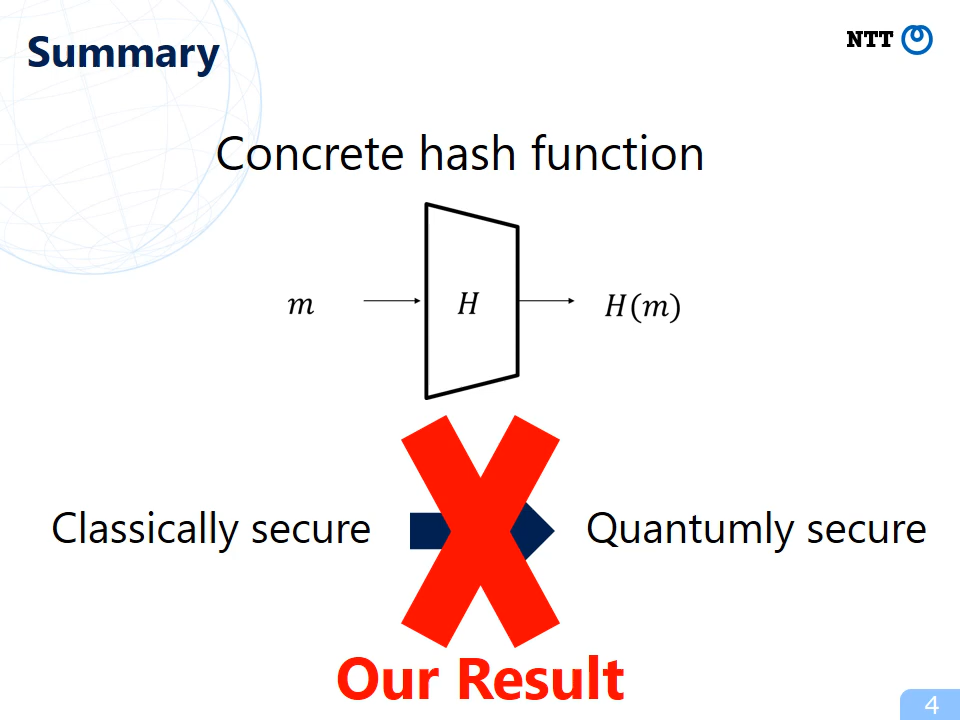 Summary
NTT
Concrete hash function
m
H
H(m)
Classically secure
Quantumly secure
Our Result
4